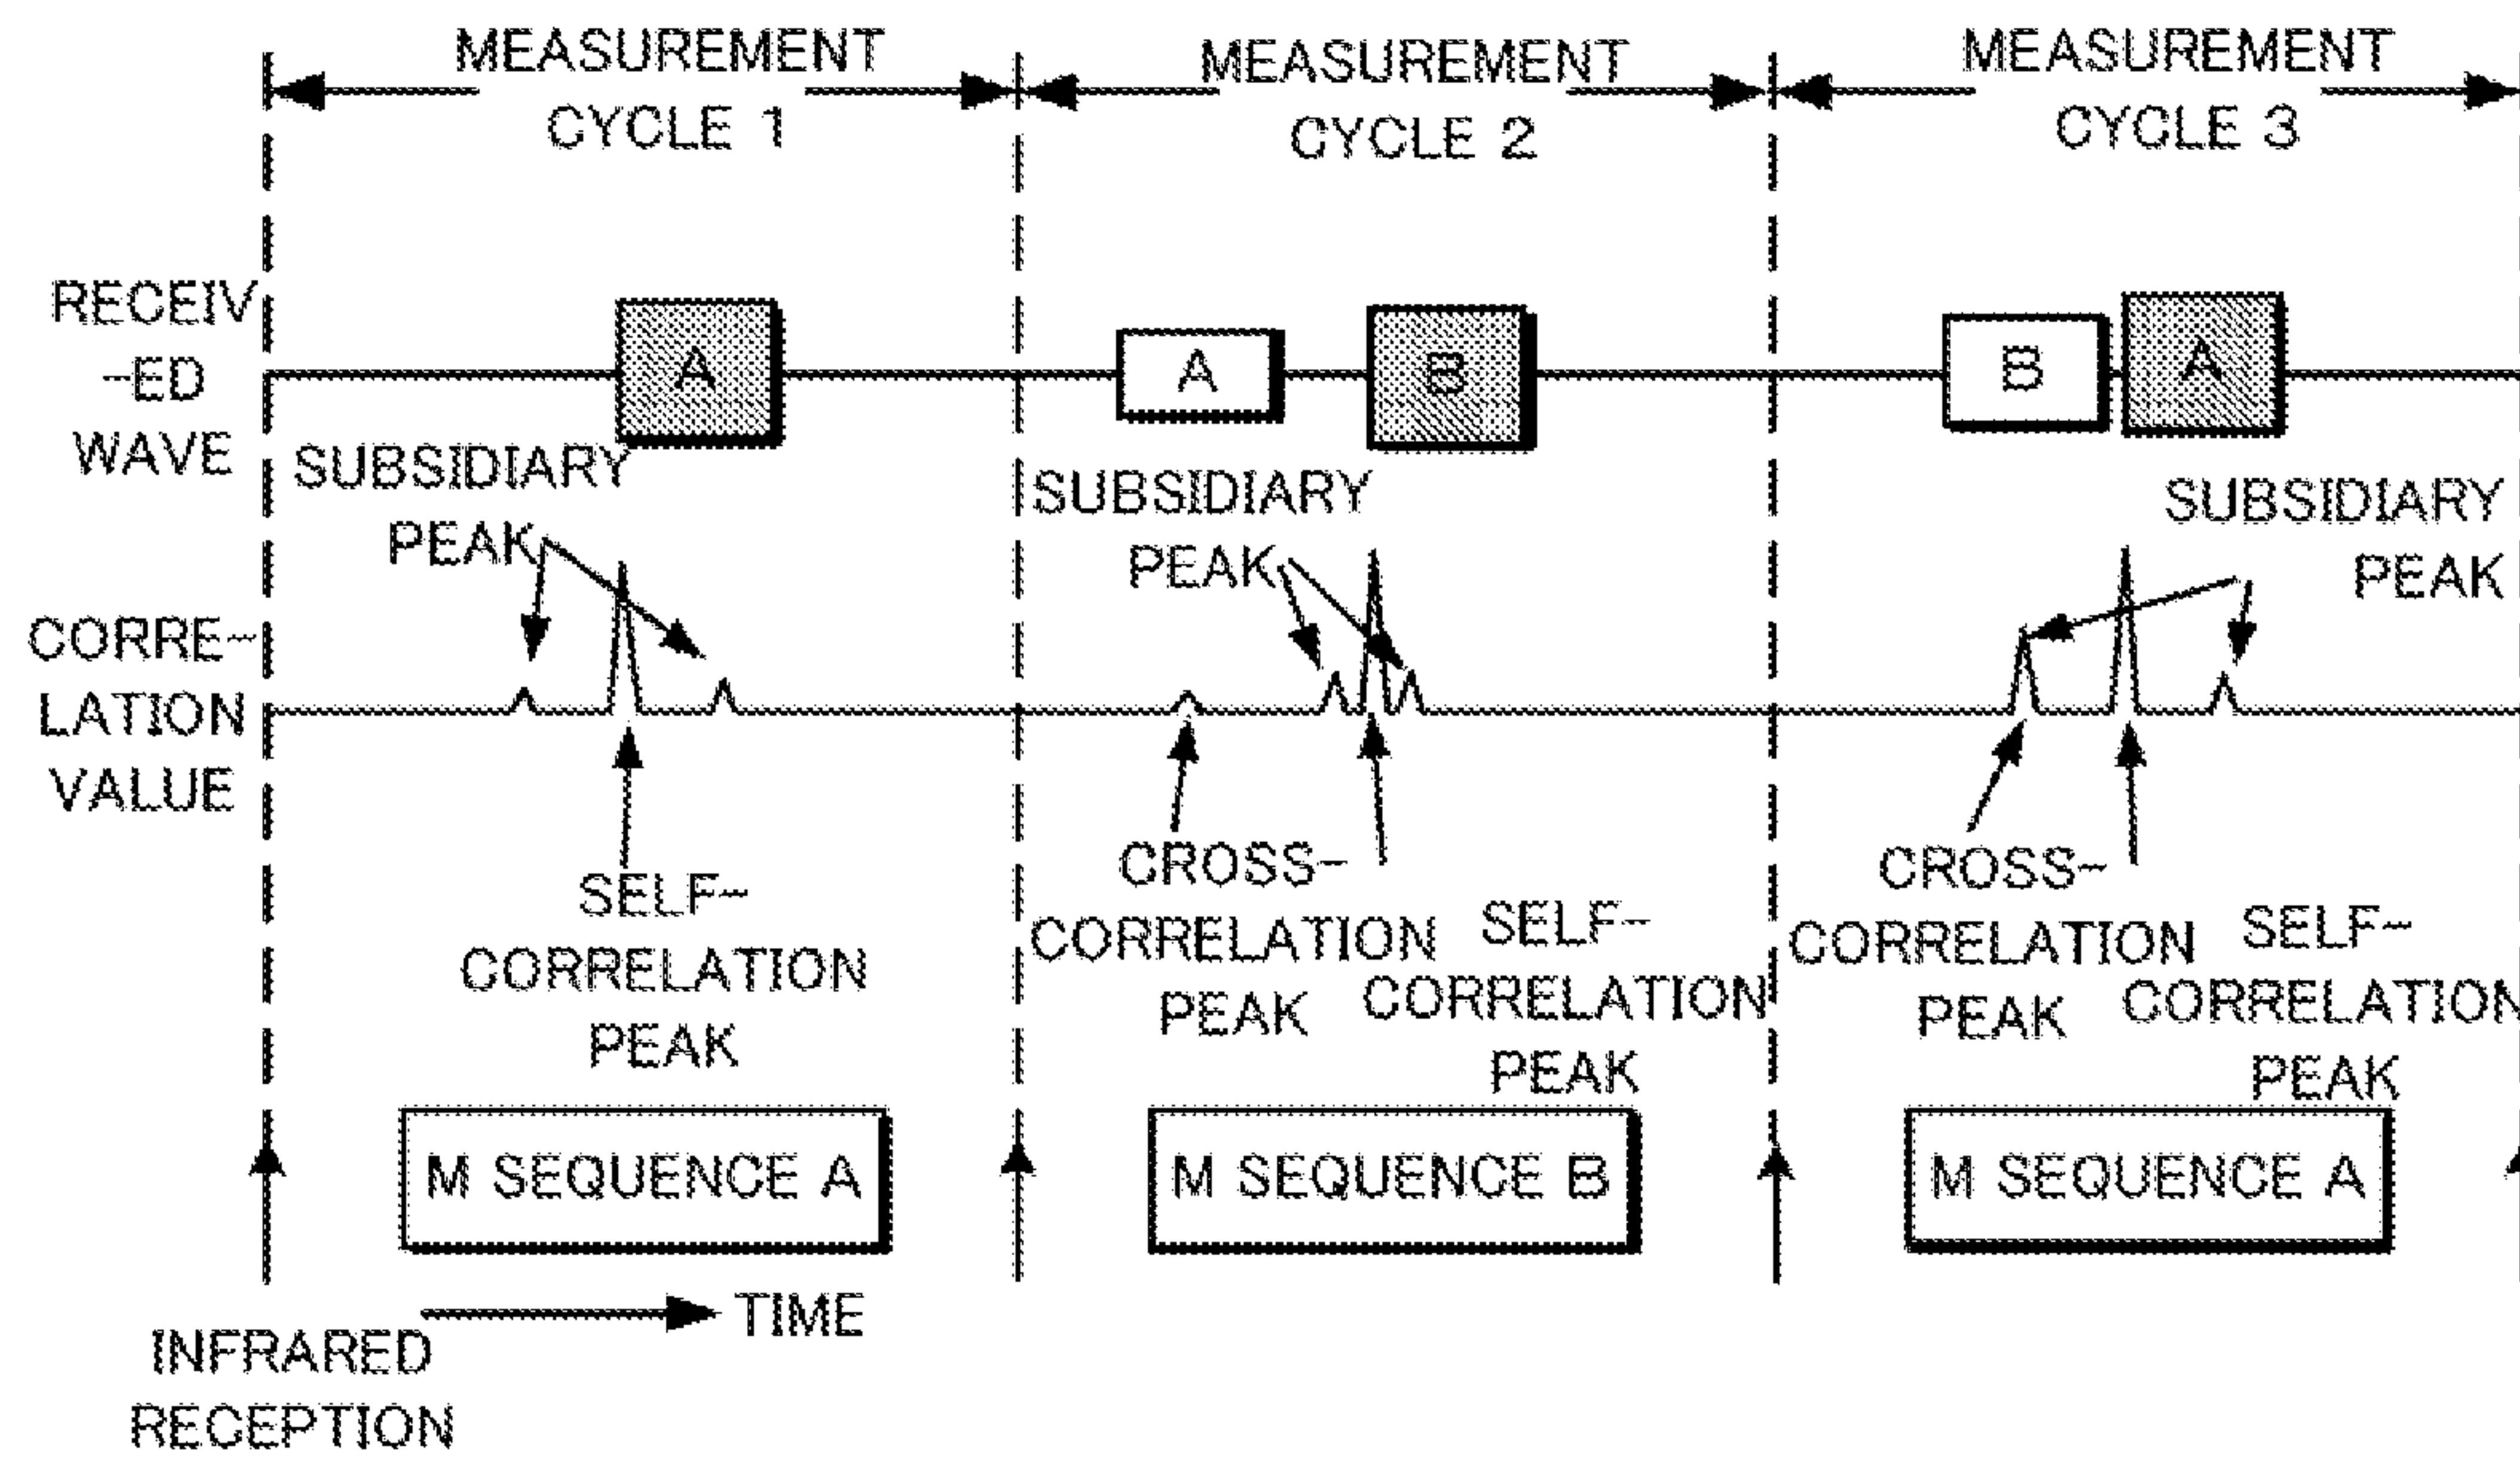 MEASUREMENT
CYCLE 1
MEASUREMENT
CYCLE 2
MEASUREMENT
CYCLE 3
RECEIV
-ED
WAVE
A
A
B
B
A
SUBSIDIARY
PEAK
SUBSIDIARY
PEAK
SUBSIDIARY
PEAK
CORRE-
LATION
VALUE
SELF-
CORRELATION
PEAK
CROSS-
CORRELATION
PEAK
SELF-
CORRELATION
PEAK
CROSS-
CORRELATION
PEAK
SELF-
CORRELATION
PEAK
M SEQUENCE A
M SEQUENCE B
M SEQUENCE A
TIME
INFRARED
RECEPTION